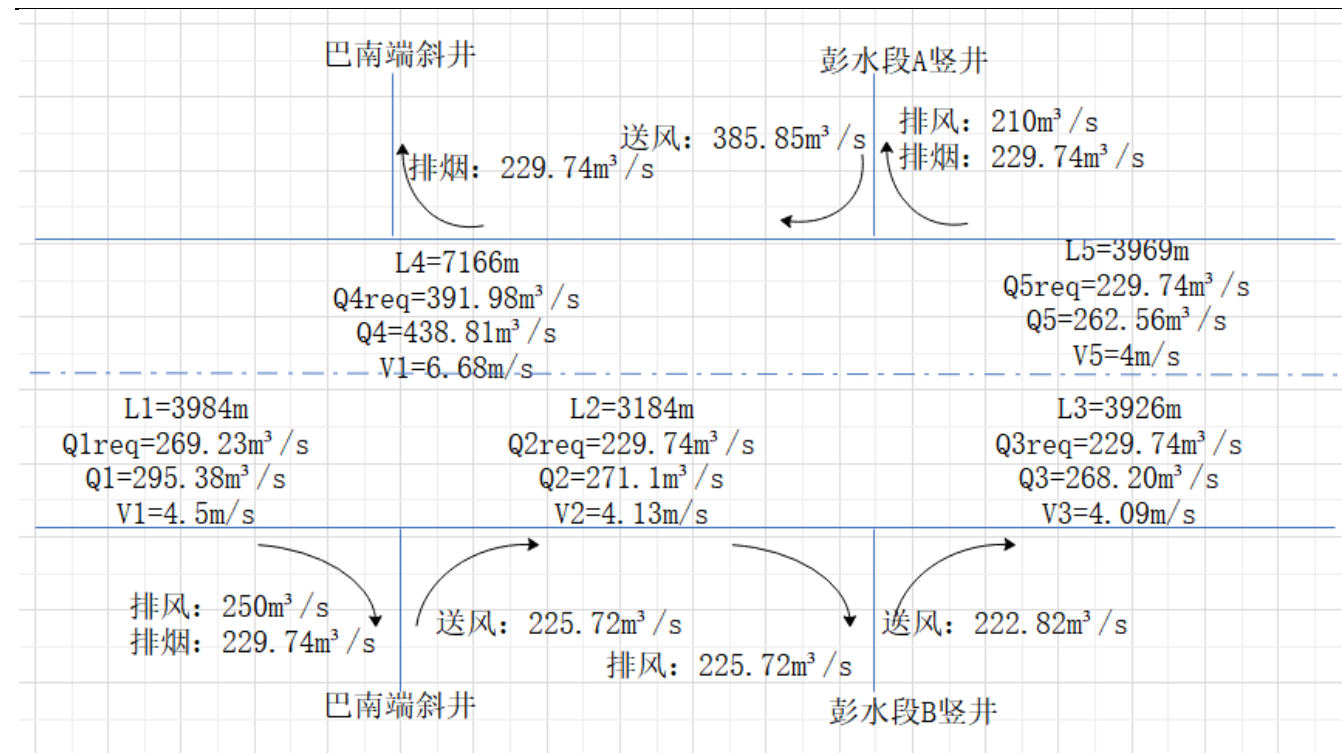 巴南端斜井
彭水段A竖井
送风：385.85m³/s
排风：210m³/s
排烟：229.74m³/s
排烟：229.74m³/s
L4=7166m
Q4req=391.98m³/s
Q4=438.81m³/s
V1=6.68m/s
L5=3969m
Q5req=229.74m³/s
Q5=262.56m³/s
V5=4m/s
L1=3984m
Q1req=269.23m³/s
Q1=295.38m³/s
V1=4.5m/s
L2=3184m
Q2req=229.74m³/s
Q2=271.1m³/s
V2=4.13m/s
L3=3926m
Q3req=229.74m³/s
Q3=268.20m³/s
V3=4.09m/s
排风：250m³/s
排烟：229.74m³/s
送风：225.72m³/s
排风：225.72m³/s
送风：222.82m³/s
巴南端斜井
彭水段B竖井